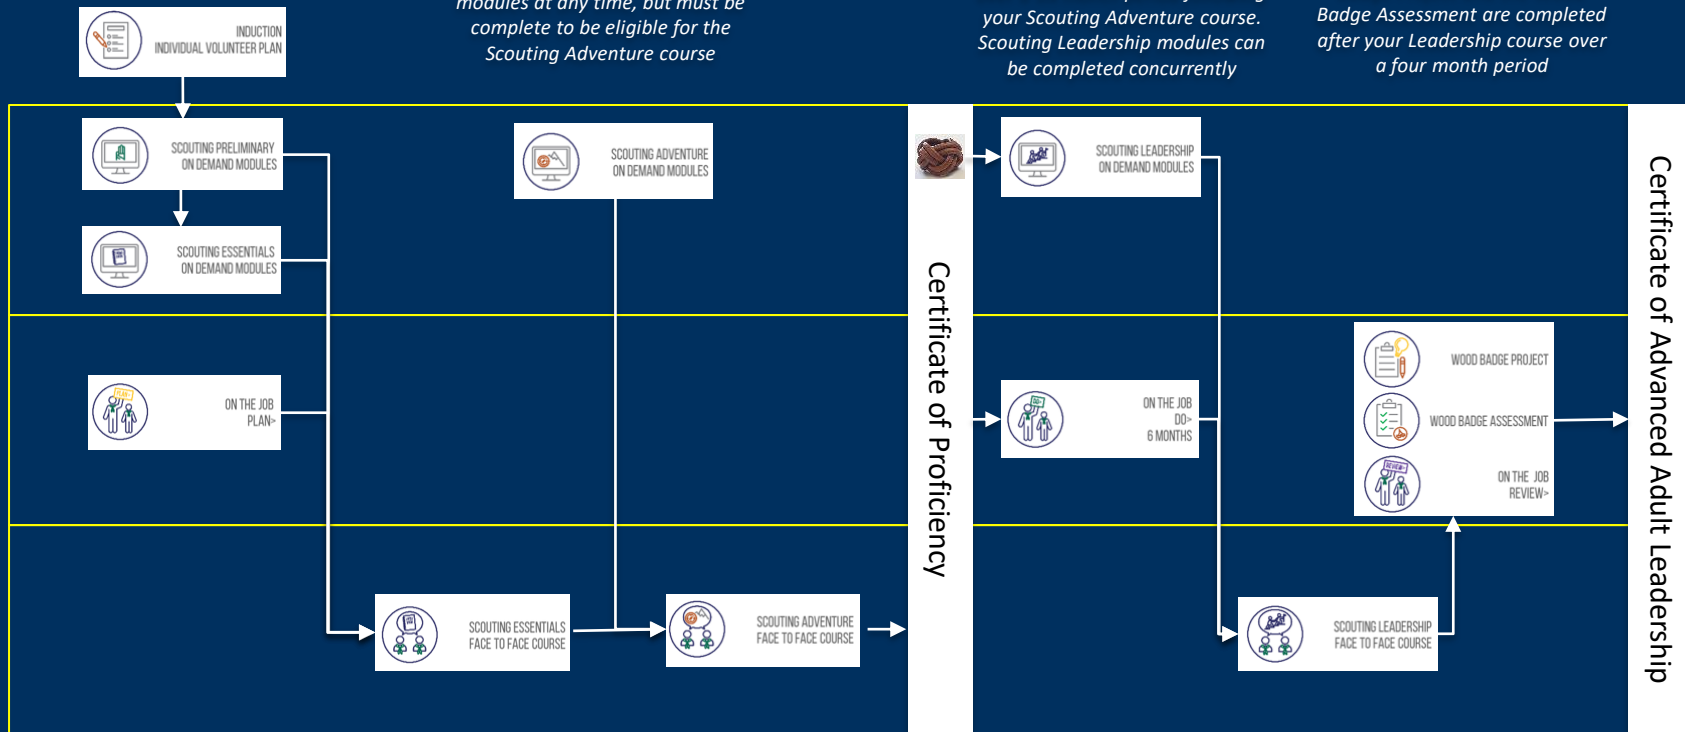 modules at any time, but must be
complete to be eligible for the
Scouting Adventure course
your Scouting Adventure course.
Scouting Leadership modules can
be completed concurrently
Badge Assessment are completed
after your Leadership course over
a four month period
INDUCTION
INDIVIDUAL VOLUNTEER PLAN
SCOUTING PRELIMINARY
ON DEMAND MODULES
SCOUTING ESSENTIALS
ON DEMAND MODULES
SCOUTING ADVENTURE
ON DEMAND MODULES
ON THE JOB
PLAN>
SCOUTING ESSENTIALS
FACE TO FACE COURSE
SCOUTING ADVENTURE
FACE TO FACE COURSE
Certificate of Proficiency
SCOUTING LEADERSHIP
ON DEMAND MODULES
DO>
ON THE JOB
DO>
6 MONTHS
SCOUTING LEADERSHIP
FACE TO FACE COURSE
WOOD BADGE PROJECT
WOOD BADGE ASSESSMENT
REVIEW>
ON THE JOB
REVIEW>
Certificate of Advanced Adult Leadership